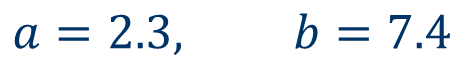 a = 2.3, b = 7.4